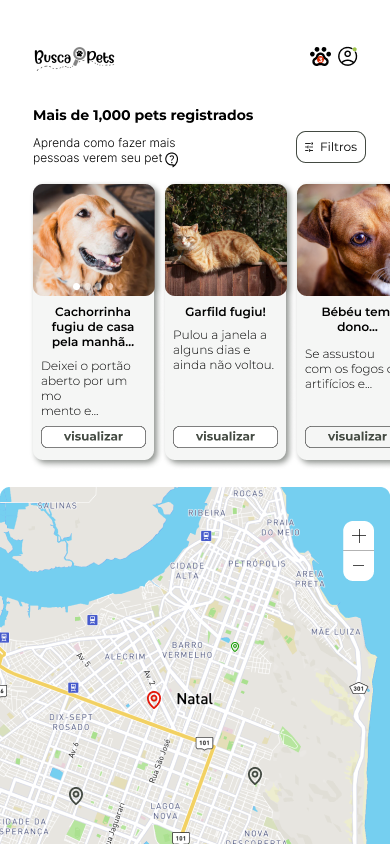 Busca Pets
Mais de 1,000 pets registrados
Aprenda como fazer mais
pessoas verem seu pet
Filtros
Cachorrinha
fugiu de casa
pela manhã...
Deixei o portão
aberto por um
mo
mento e...
visualizar
Garfild fugiu!
Pulou a janela a
alguns dias e
ainda não voltou.
visualizar
Bébéu tem
dono...
Se assustou
com os fogos
artifícios e...
visualizar
SALINAS
ROCAS
RIBEIRA
PRAIA
DO MEIO
CIDADE
ALTA
PETRÓPOLIS
AREIA
PRETA
MÃE LUIZA
BARRO
VERMELHO
ALECRIM
Av. 5
Av. 2
301
Natal
DIX-SEPT
ROSADO
Av. 6
101
Rua São José
LAGOA
NOVA
CIDADE DA
ESPERANÇA
Rua Jaguarari
101
NOVA
DESCOBERTA